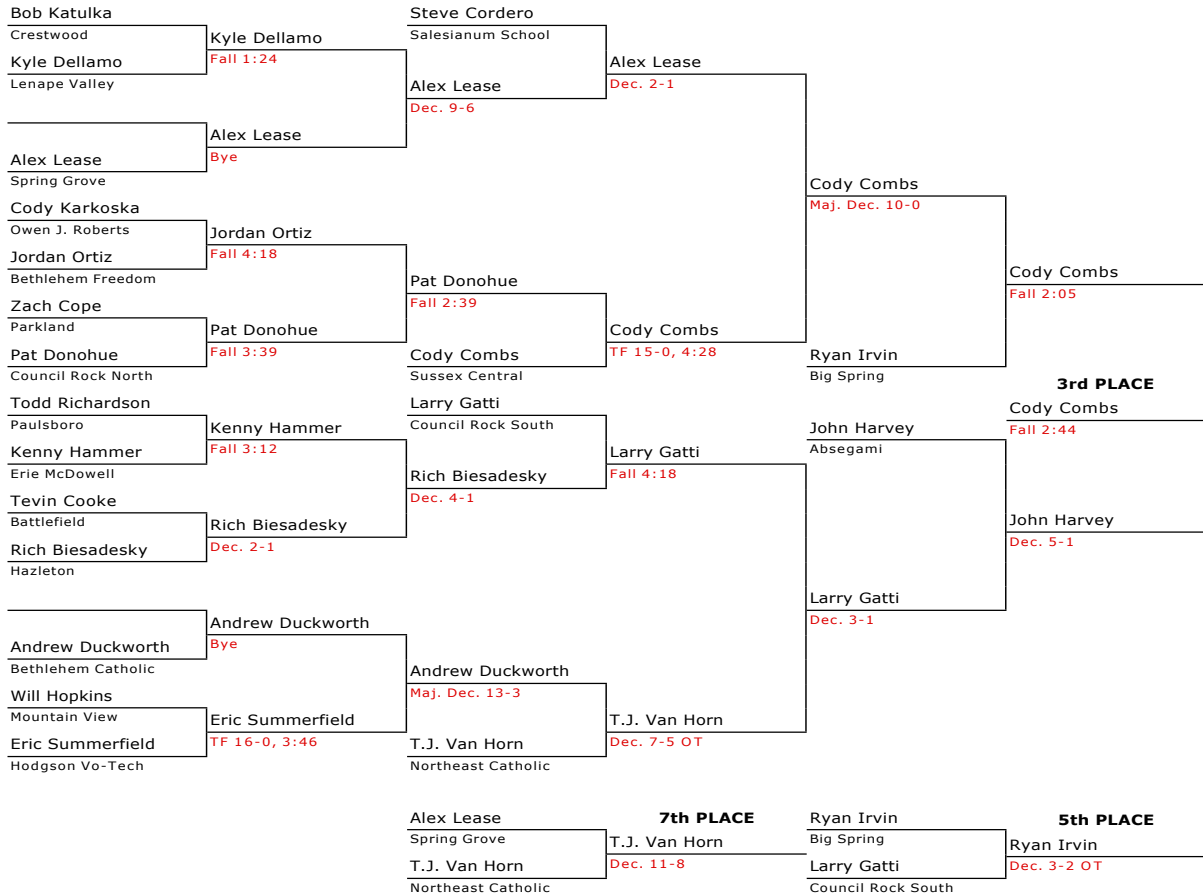 Bob Katulka
Crestwood
Kyle Dellamo
Lenape Valley
Alex Lease
Spring Grove
Cody Karkoska
Owen J. Roberts
Jordan Ortiz
Bethlehem Freedom
Zach Cope
Parkland
Pat Donohue
Council Rock North
Todd Richardson
Paulsboro
Kenny Hammer
Erie McDowell
Tevin Cooke
Battlefield
Rich Biesadesky
Hazleton
Andrew Duckworth
Bethlehem Catholic
Will Hopkins
Mountain View
Eric Summerfield
Hodgson Vo-Tech
Kyle Dellamo
Fall 1:24
Alex Lease
Bye
Jordan Ortiz
Fall 4:18
Pat Donohue
Fall 3:39
Kenny Hammer
Fall 3:12
Rich Biesadesky
Dec. 2-1
Andrew Duckworth
Bye
Eric Summerfield
TF 16-0, 3:46
Steve Cordero
Salesianum School
Alex Lease
Dec. 9-6
Pat Donohue
Fall 2:39
Cody Combs
Sussex Central
Larry Gatti
Council Rock South
Rich Biesadesky
Dec. 4-1
Andrew Duckworth
Maj. Dec. 13-3
T.J. Van Horn
Northeast Catholic
Alex Lease
Dec. 2-1
Cody Combs
TF 15-0, 4:28
Larry Gatti
Fall 4:18
T.J. Van Horn
Dec. 7-5 OT
Cody Combs
Maj. Dec. 10-0
Ryan Irvin
Big Spring
John Harvey
Absegami
Larry Gatti
Dec. 3-1
Cody Combs
Fall 2:05
3rd PLACE
Cody Combs
Fall 2:44
John Harvey
Dec. 5-1
Alex Lease
Spring Grove
T.J. Van Horn
Northeast Catholic
7th PLACE
T.J. Van Horn
Dec. 11-8
Ryan Irvin
Big Spring
Larry Gatti
Council Rock South
5th PLACE
Ryan Irvin
Dec. 3-2 OT